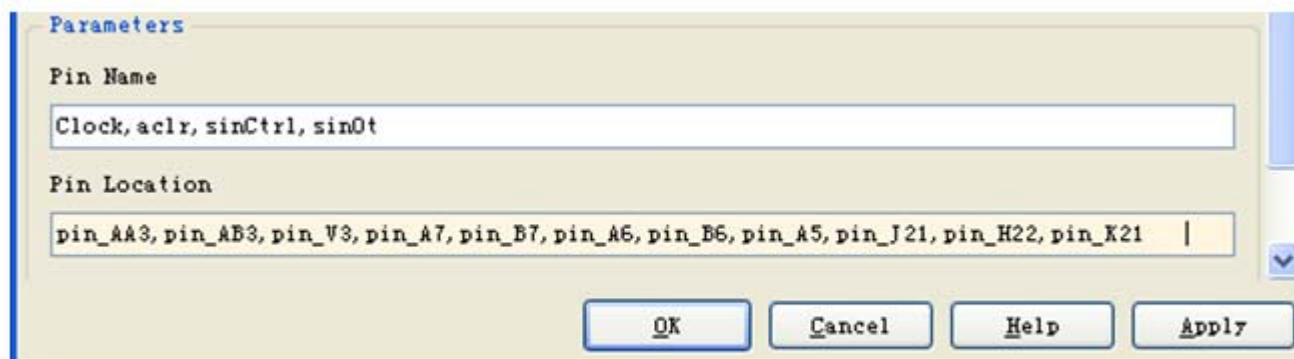 Parameters
Pin Name
Clock, aclr, sinCtrl, sinOt
Pin Location
pin_AA3, pin_AB3, pin_V3, pin_A7, pin_B7, pin_A6, pin_B6, pin_A5, pin_J21, pin_H22, pin_K21
OK Cancel Help Apply